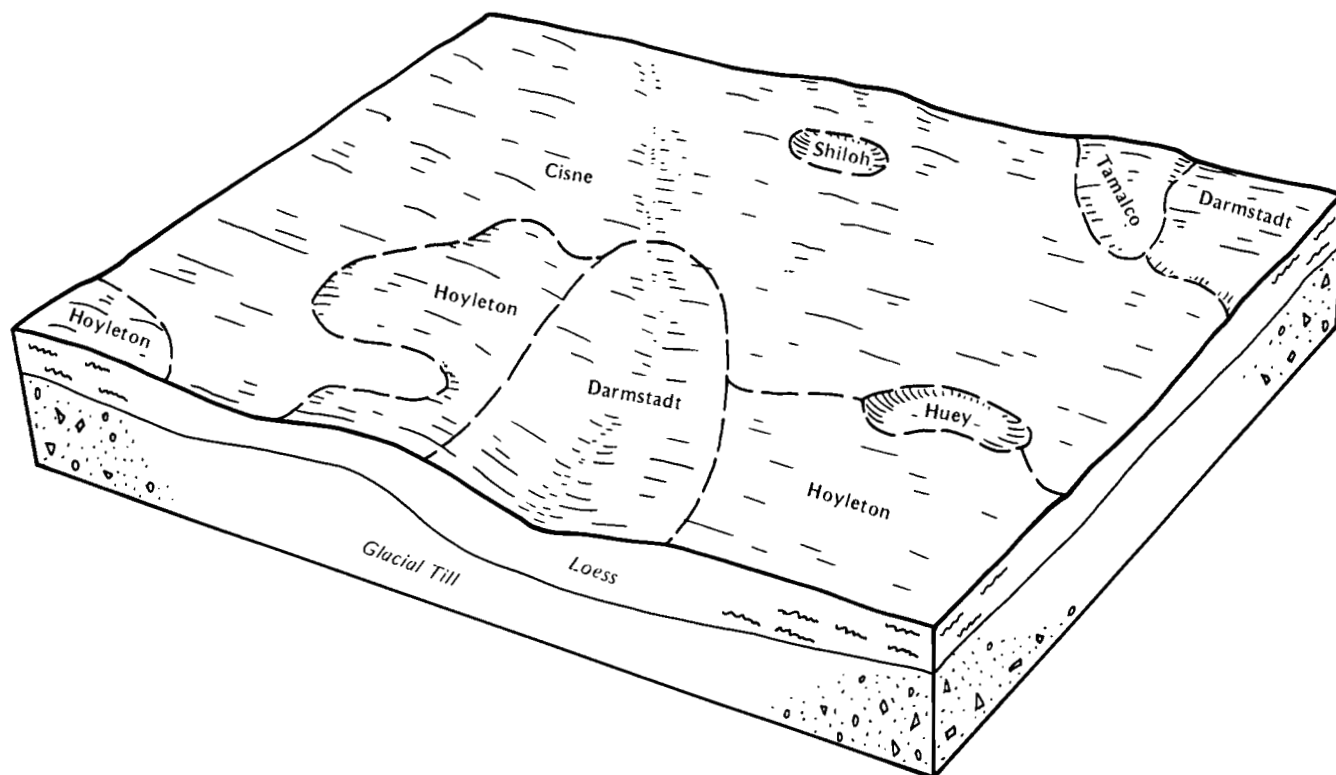 Shiloh
Tamalco
Darmstadt
Cisne
Hoyleton
Hoyleton
Darmstadt
Huey
Hoyleton
Loess
Glacial Till